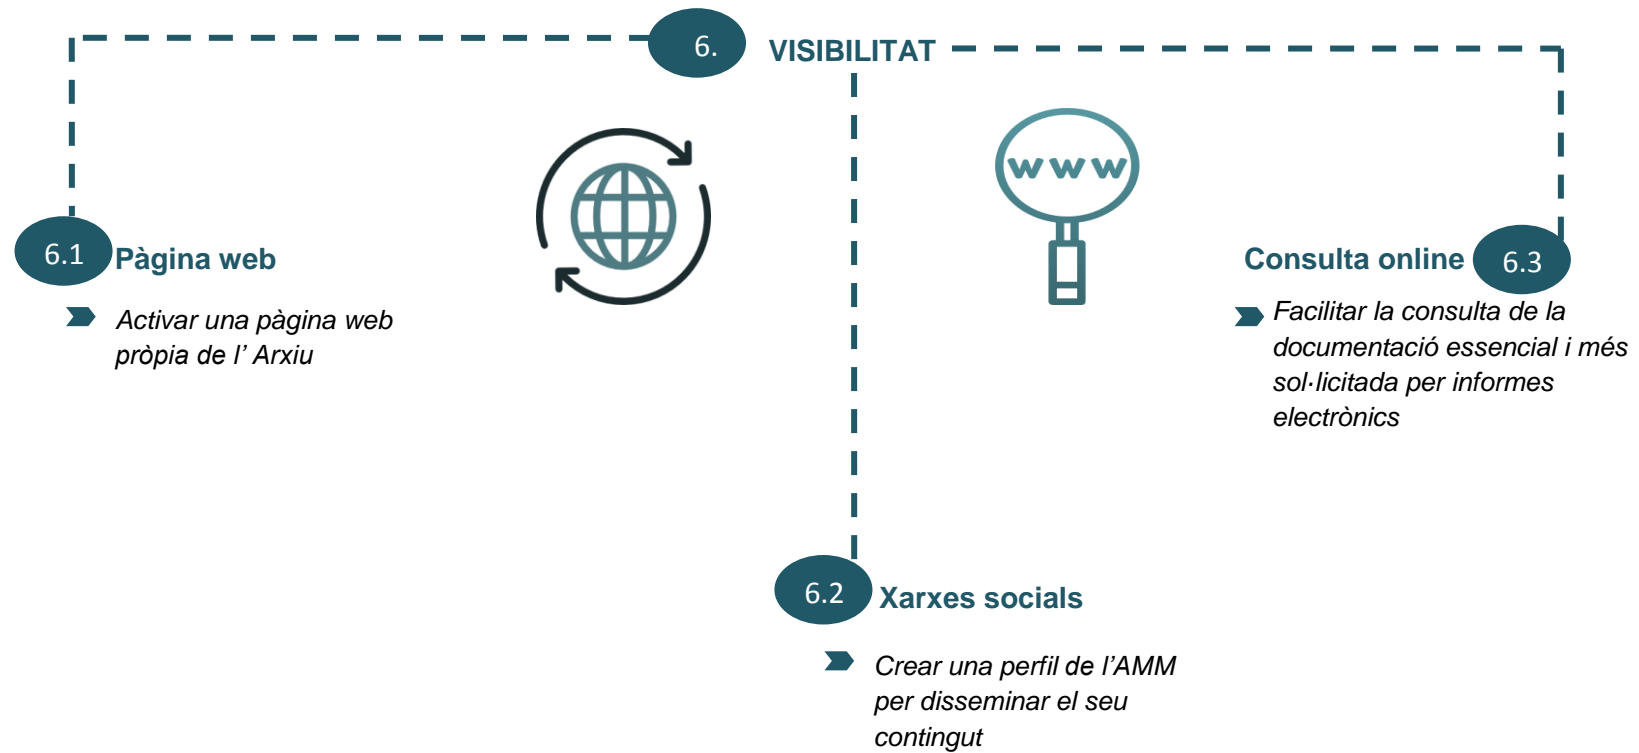 6.
VISIBILITAT
www
6.1
Pàgina web
Activar una pàgina web
pròpia de l’ Arxiu
Consulta online
6.3
Facilitar la consulta de la
documentació essencial i més
sol·licitada per informes
electrònics
6.2
Xarxes socials
Crear una perfil de l’AMM
per disseminar el seu
contingut